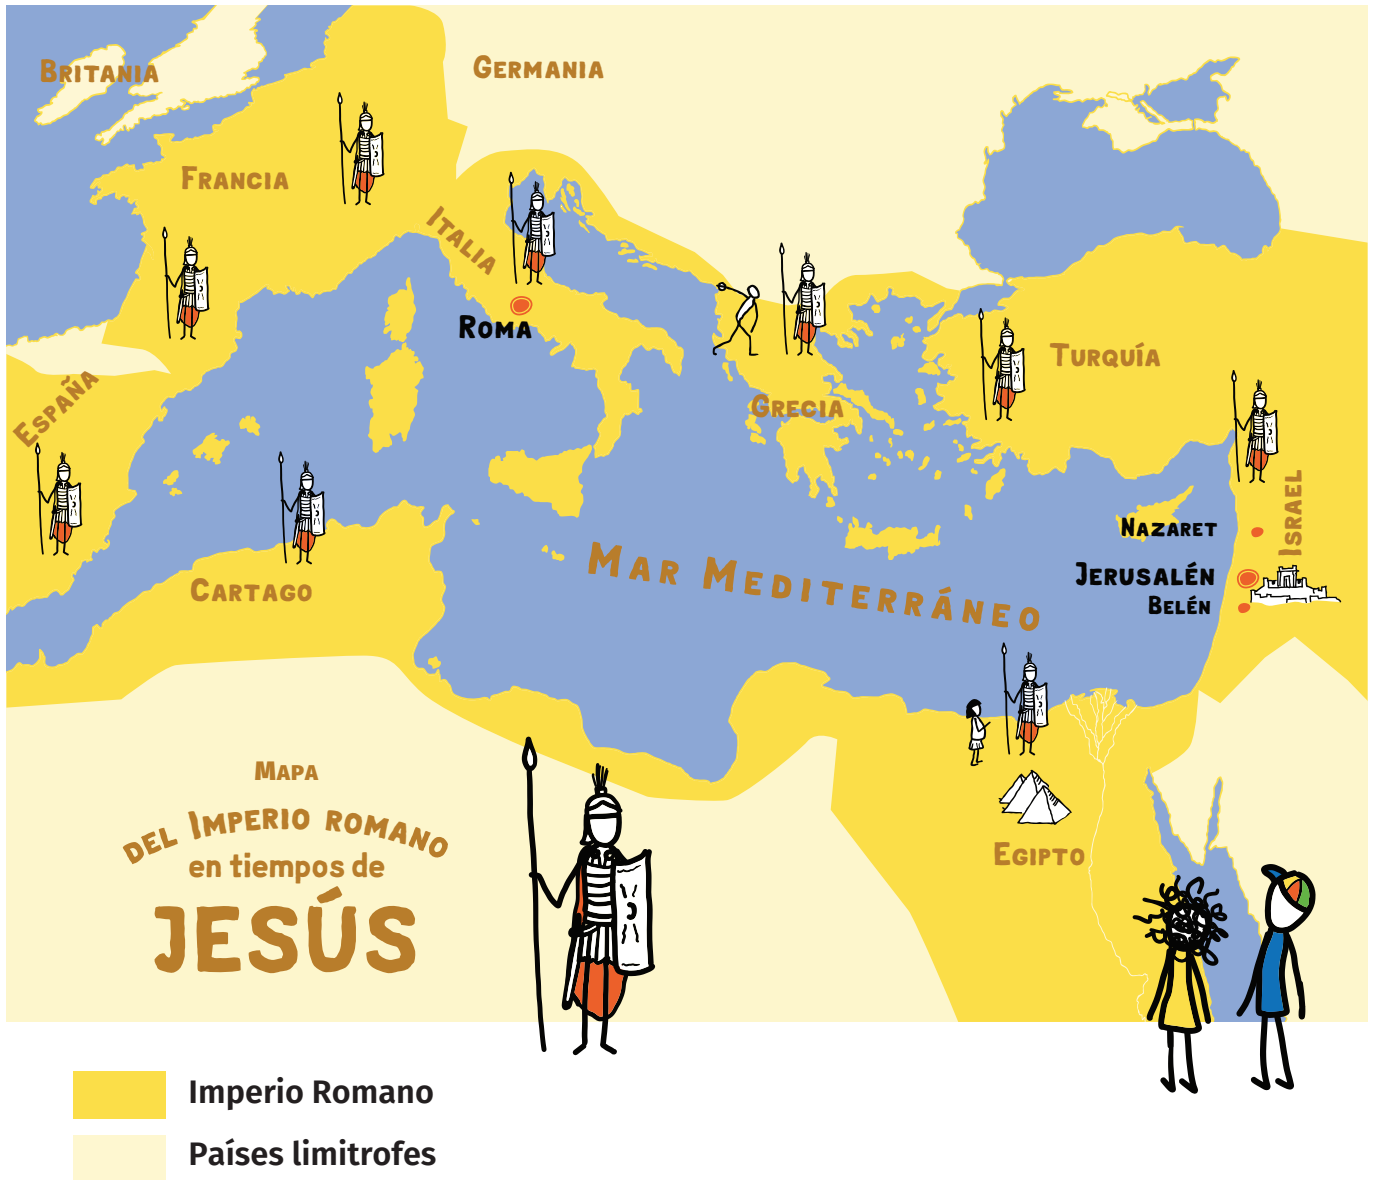 Britania
Germania
Francia
Italia
Roma
España
Grecia
Turquía
Israel
Nazaret
Jerusalén
Belén
Cartago
Mar Mediterráneo
Egipto
Mapa
del Imperio romano
en tiempos de
JESÚS
Imperio Romano
Países limitrofes